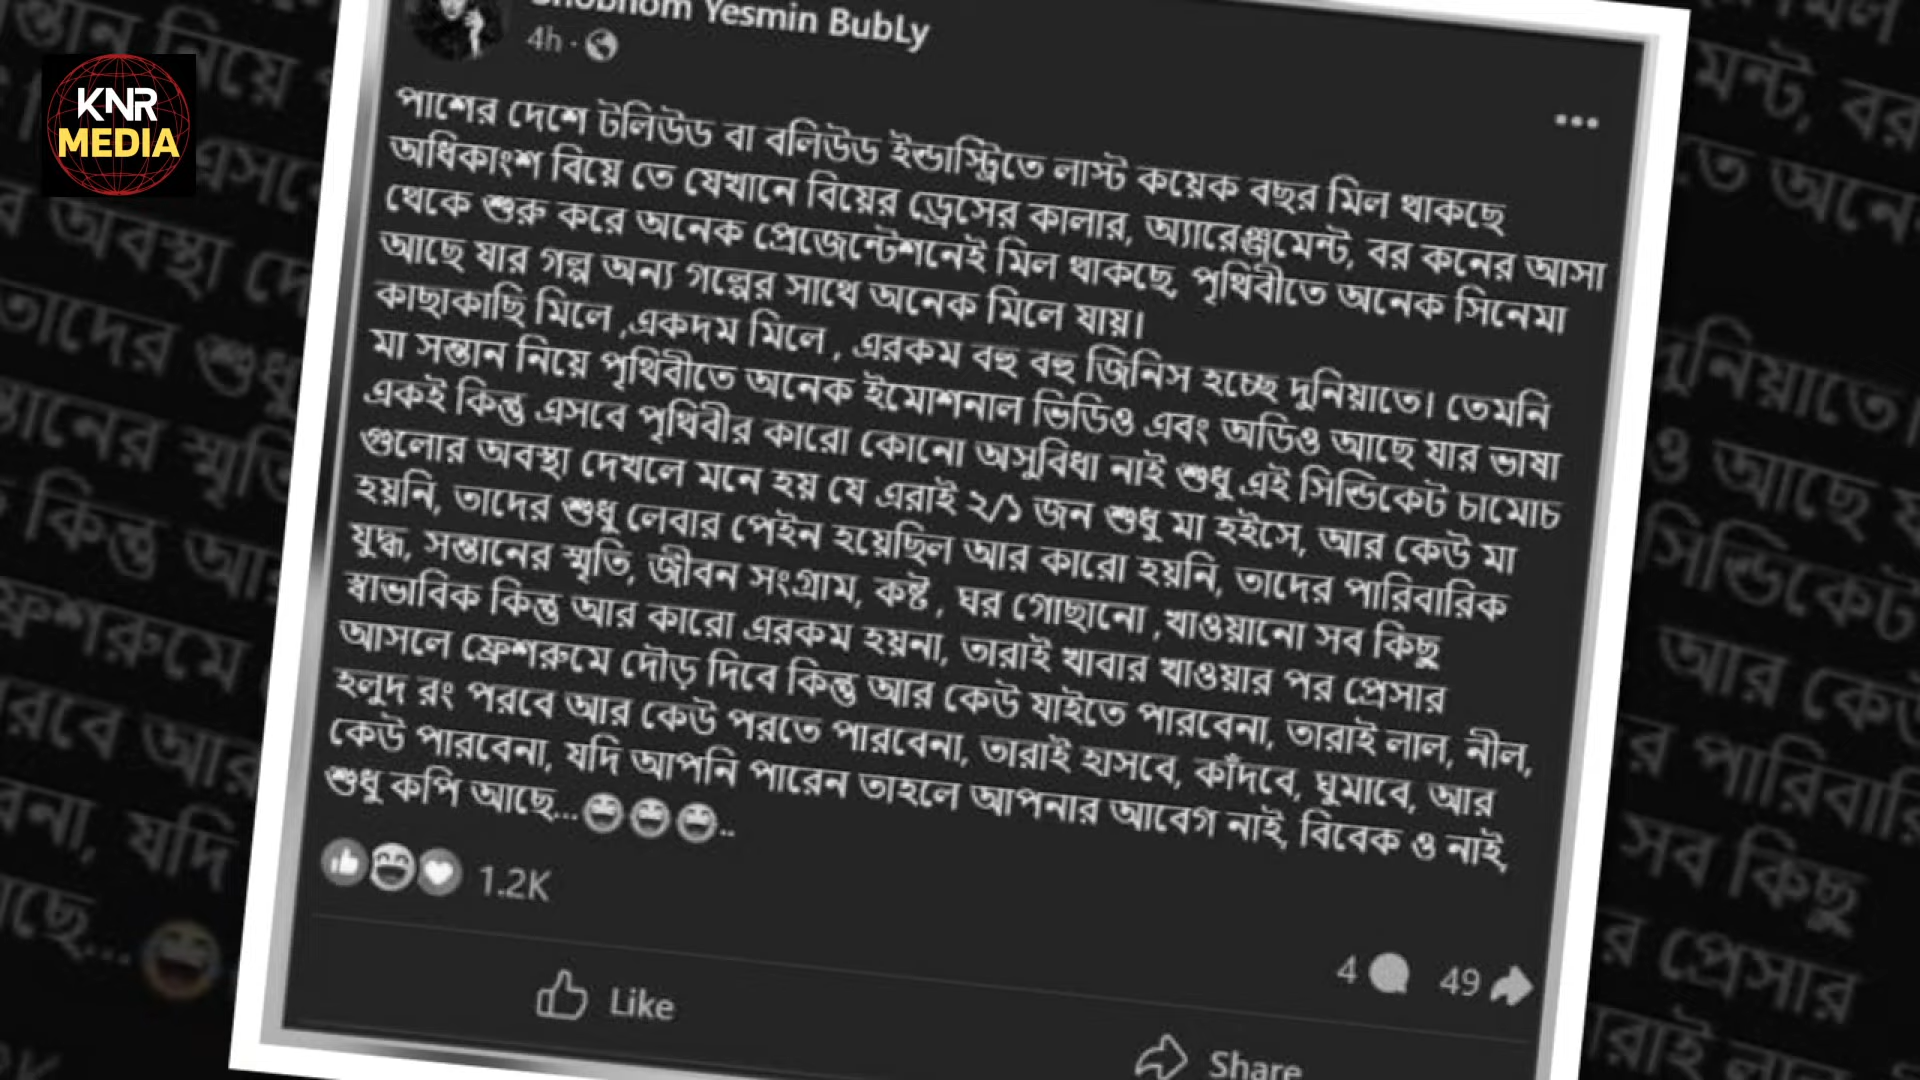 KNR
MEDIA
Yesmin BubLy
4h
পাশের দেশে টলিউড বা বলিউড ইন্ডাস্ট্রিতে লাস্ট কয়েক বছর মিল থাকছে
অধিকাংশ বিয়ে তে যেখানে বিয়ের ড্রেসের কালার, অ্যারেঞ্জমেন্ট, বর কনের আসা
থেকে শুরু করে অনেক প্রেজেন্টেশনেই মিল থাকছে, পৃথিবীতে অনেক সিনেমা
আছে যার গল্প অন্য গল্পের সাথে অনেক মিলে যায়।
কাছাকাছি মিলে ,একদম মিলে , এরকম বহু বহু জিনিস হচ্ছে দুনিয়াতে। তেমনি
মা সন্তান নিয়ে পৃথিবীতে অনেক ইমোশনাল ভিডিও এবং অডিও আছে যার ভাষা
একই কিন্তু এসবে পৃথিবীর কারো কোনো অসুবিধা নাই শুধু এই সিন্ডিকেট চামোচ
গুলোর অবস্থা দেখলে মনে হয় যে এরাই ২/১ জন শুধু মা হইসে, আর কেউ মা
হয়নি, তাদের শুধু লেবার পেইন হয়েছিল আর কারো হয়নি, তাদের পারিবারিক
যুদ্ধ, সন্তানের স্মৃতি, জীবন সংগ্রাম, কষ্ট , ঘর গোছানো ,খাওয়ানো সব কিছু
স্বাভাবিক কিন্তু আর কারো এরকম হয়না, তারাই খাবার খাওয়ার পর প্রেসার
আসলে ফ্রেশরুমে দৌড় দিবে কিন্তু আর কেউ যাইতে পারবেনা, তারাই লাল, নীল,
হলুদ রং পরবে আর কেউ পরতে পারবেনা, তারাই হাসবে, কাঁদবে, ঘুমাবে, আর
কেউ পারবেনা, যদি আপনি পারেন তাহলে আপনার আবেগ নাই, বিবেক ও নাই,
শুধু কপি আছে...😄😄😄..
1.2K
4 49
Like
Share